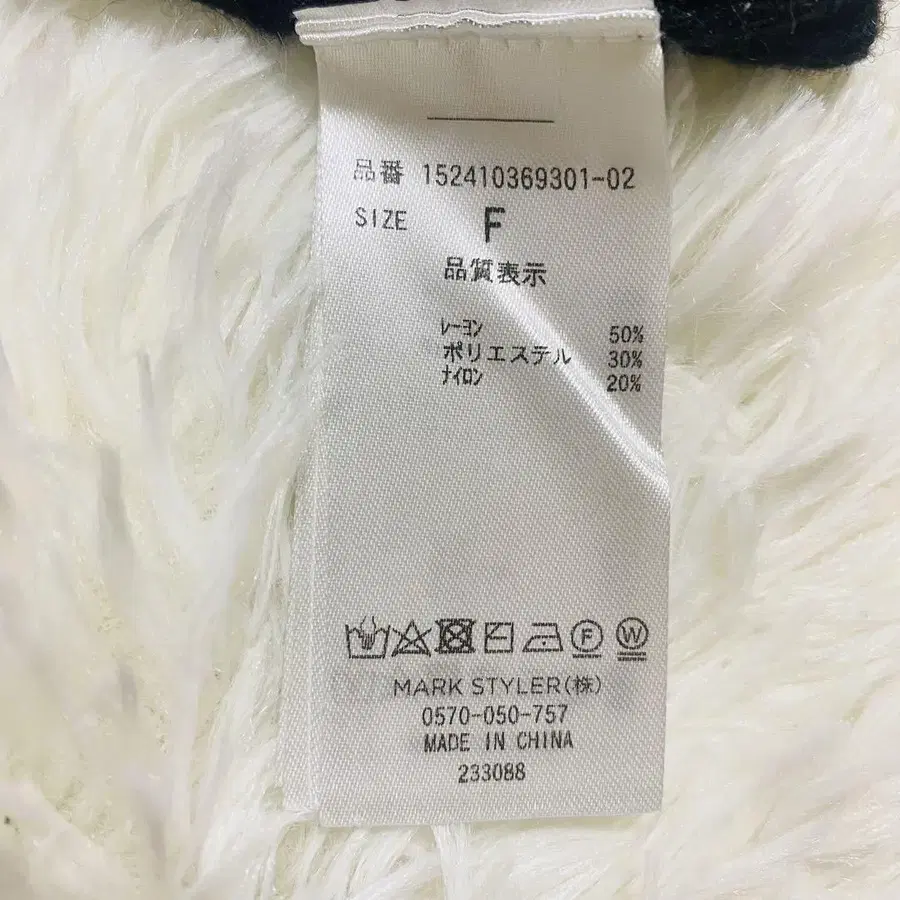 品番 152410369301-02
SIZE F
品質表示
ﾚｰﾖﾝ 50%
ポリエステル 30%
ﾅｲﾛﾝ 20%
F W
MARK STYLER(株)
0570-050-757
MADE IN CHINA
233088